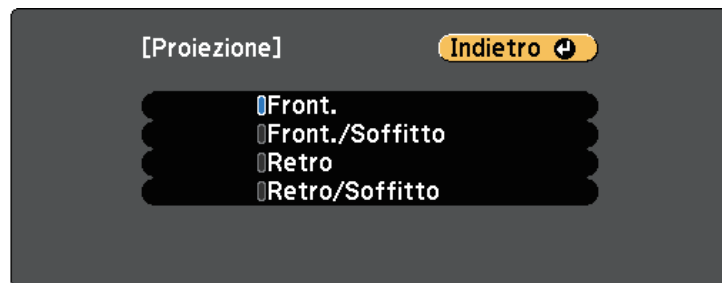 [Proiezione] Indietro
Front.
Front./Soffitto
Retro
Retro/Soffitto